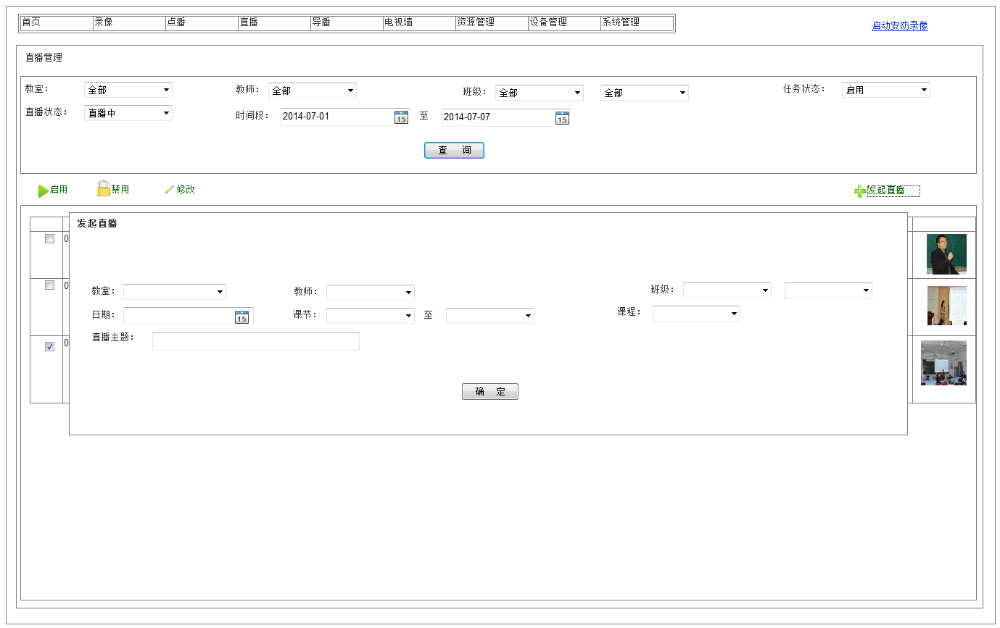 首页 录像 点播 直播 导播 电视墙 资源管理 设备管理 系统管理
启动安防录像
直播管理
教室： 全部 教师： 全部 班级： 全部 全部 任务状态： 启用
直播状态： 直播中 时间段： 2014-07-01 15 至 2014-07-07 15
查 询
启用 禁用 修改 发起直播
发起直播
0
0
教室： 教师： 班级：
日期： 15 课节： 至 课程：
直播主题：
0
确 定